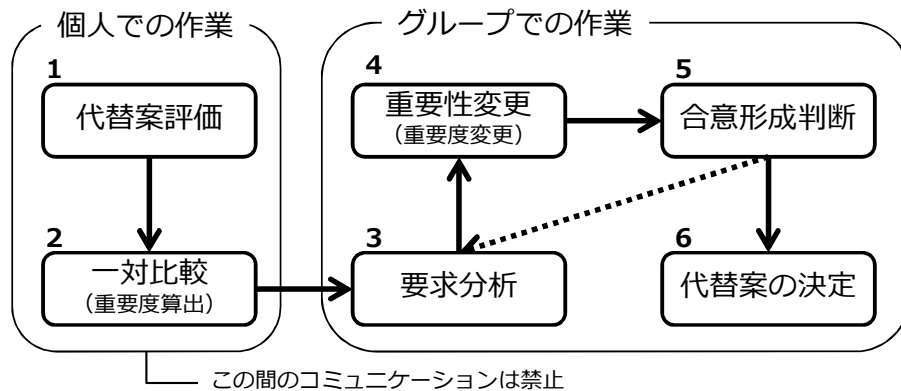 個人での作業
グループでの作業
1
代替案評価
2
一対比較
(重要度算出)
3
要求分析
4
重要性変更
(重要度変更)
5
合意形成判断
6
代替案の決定
この間のコミュニケーションは禁止